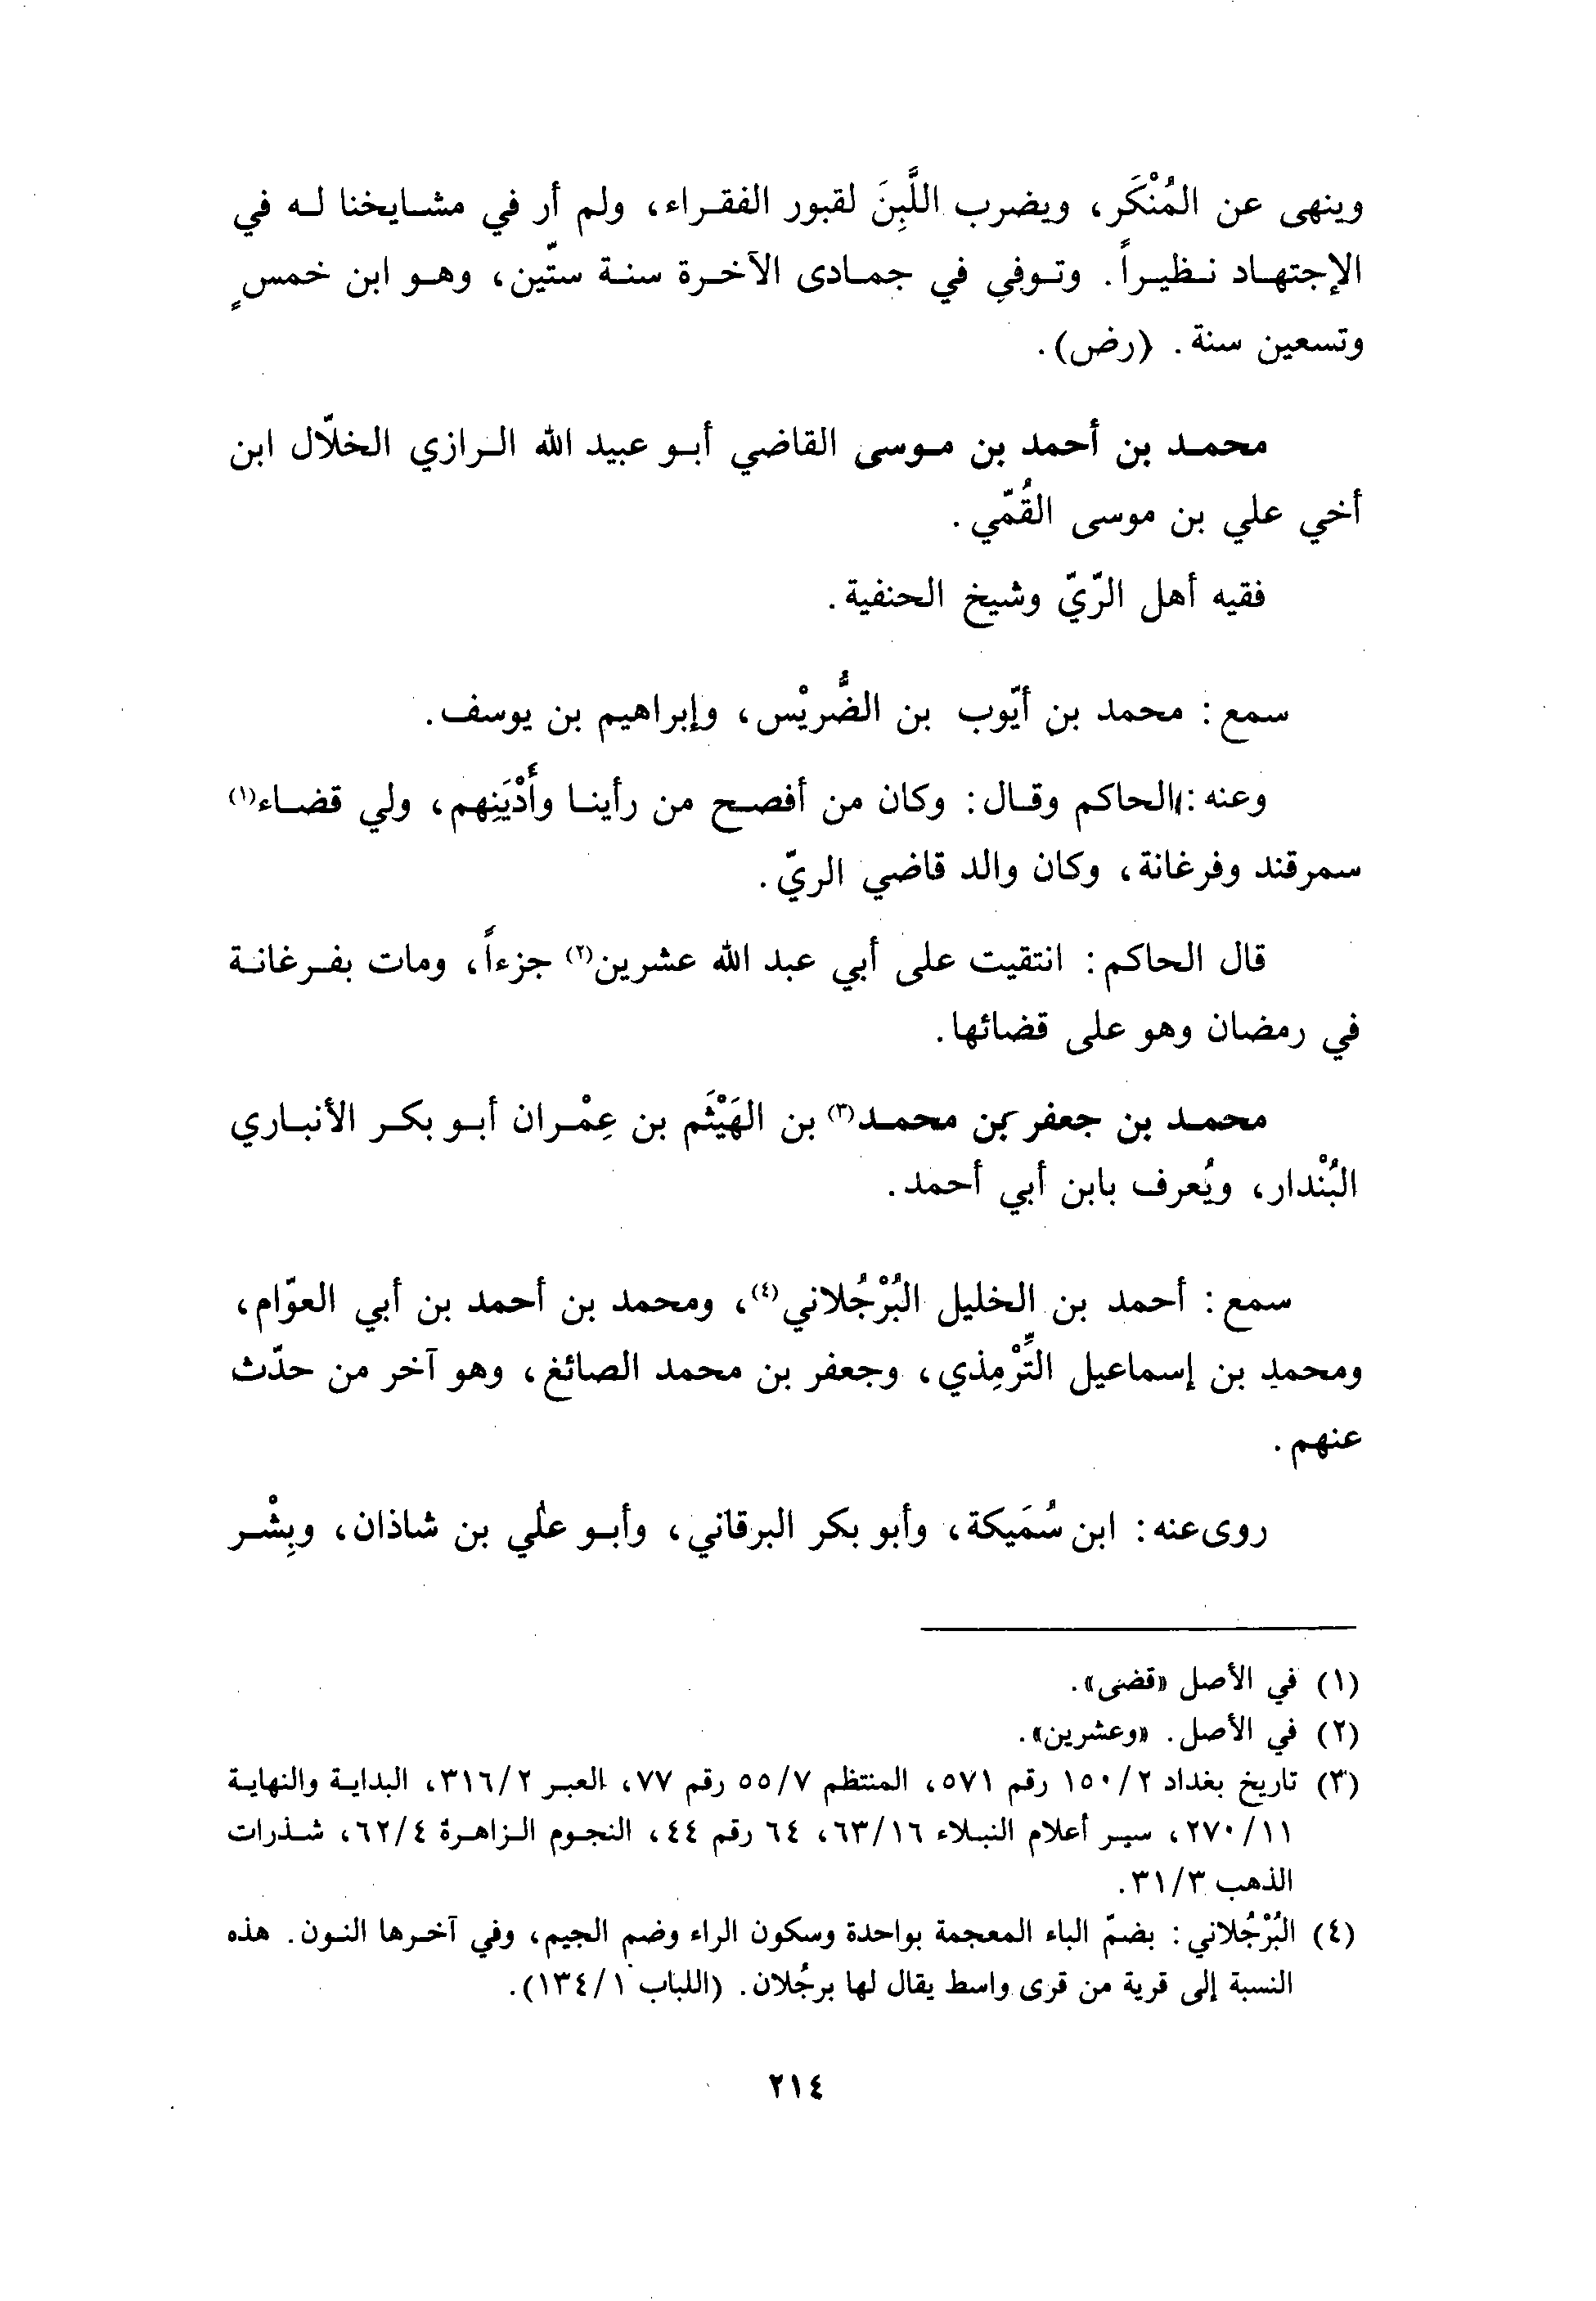 وينهى عن المُنْكَر، ويضرب اللَّبِنَ لقبور الفقراء، ولم أر في مشايخنا له في
الإجتهاد نظيراً. وتوفي في جمادى الآخرة سنة ستّين، وهو ابن خمسٍ
وتسعين سنة. (رض).
محمد بن أحمد بن موسى القاضي أبو عبيد الله الرازي الخلاّل ابن
أخي علي بن موسى القُمّي.
فقيه أهل الرّيّ وشيخ الحنفية.
سمع: محمد بن أيّوب بن الضُّريْس، وإبراهيم بن يوسف.
وعنه: الحاكم وقال: وكان من أفصح من رأينا وأَدْيَنِهم، ولي قضاء(١)
سمرقند وفرغانة، وكان والد قاضي الريّ.
قال الحاكم: انتقيت على أبي عبد الله عشرين(٢) جزءاً، ومات بفرغانة
في رمضان وهو على قضائها.
محمد بن جعفر بن محمد(٣) بن الهَيْثَم بن عِمْران أبو بكر الأنباري
البُنْدار، ويُعرف بابن أبي أحمد.
سمع: أحمد بن الخليل البُرْجُلاني(٤)، ومحمد بن أحمد بن أبي العوّام،
ومحمد بن إسماعيل التِّرْمِذي، وجعفر بن محمد الصائغ، وهو آخر من حدّث
عنهم.
روى عنه: ابن سُمَيكة، وأبو بكر البرقاني، وأبو علي بن شاذان، وبِشْر
(١) في الأصل «قضى».
(٢) في الأصل. «وعشرين».
(٣) تاريخ بغداد ٢/١٥٠ رقم ٥٧١، المنتظم ٧/٥٥ رقم ٧٧، العبر ٢/٣١٦، البداية والنهاية
١١/٢٧٠، سير أعلام النبلاء ١٦/٦٣، ٦٤ رقم ٤٤، النجوم الزاهرة ٤/٦٢، شذرات
الذهب ٣/٣١.
(٤) البُرْجُلاني: بضمّ الباء المعجمة بواحدة وسكون الراء وضم الجيم، وفي آخرها النون. هذه
النسبة إلى قرية من قرى واسط يقال لها برجُلان. (اللباب ١/١٣٤).
٢١٤